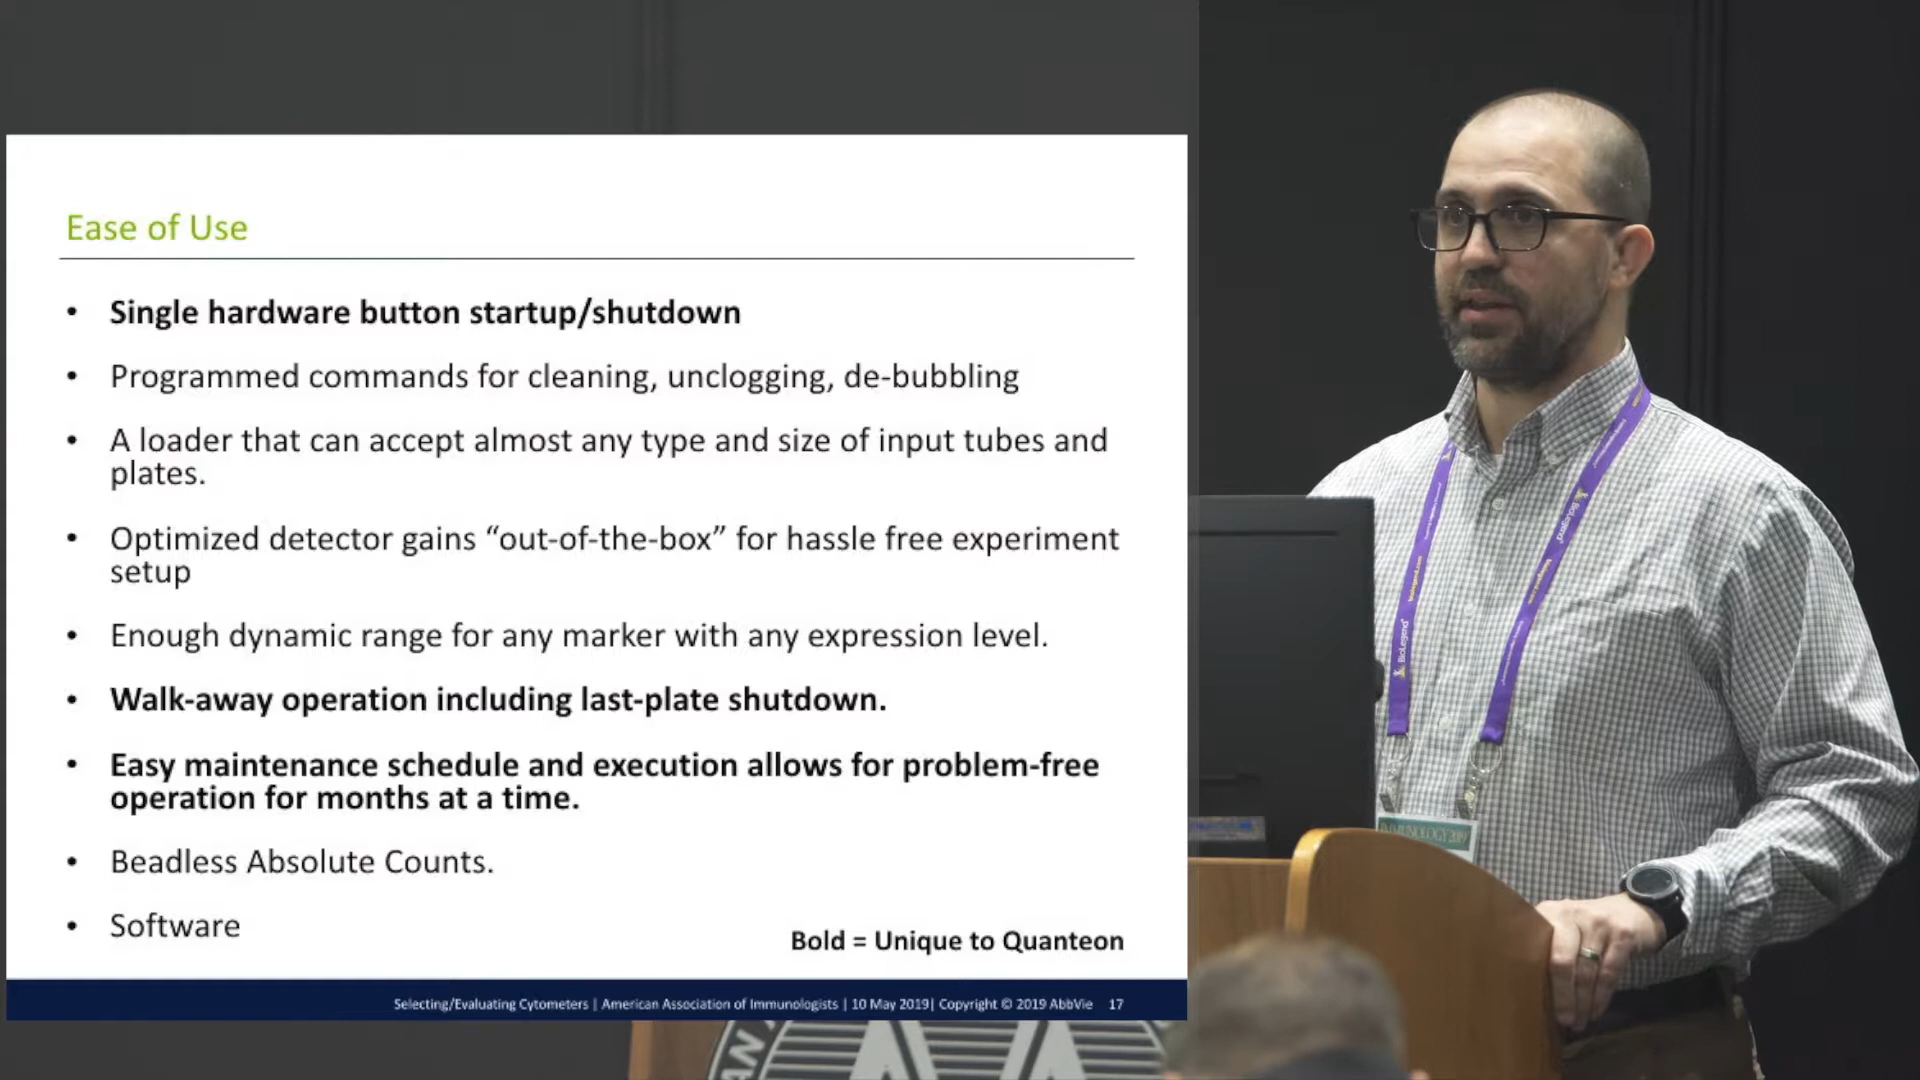 Ease of Use
• Single hardware button startup/shutdown
• Programmed commands for cleaning, unclogging, de-bubbling
• A loader that can accept almost any type and size of input tubes and
plates.
• Optimized detector gains “out-of-the-box” for hassle free experiment
setup
• Enough dynamic range for any marker with any expression level.
• Walk-away operation including last-plate shutdown.
• Easy maintenance schedule and execution allows for problem-free
operation for months at a time.
• Beadless Absolute Counts.
• Software
Bold = Unique to Quanteon
Selecting/Evaluating Cytometers | American Association of Immunologists | 10 May 2019| Copyright © 2019 AbbVie 17
BioLegend
BioLegend
IMMUNOLOGY2019
AN